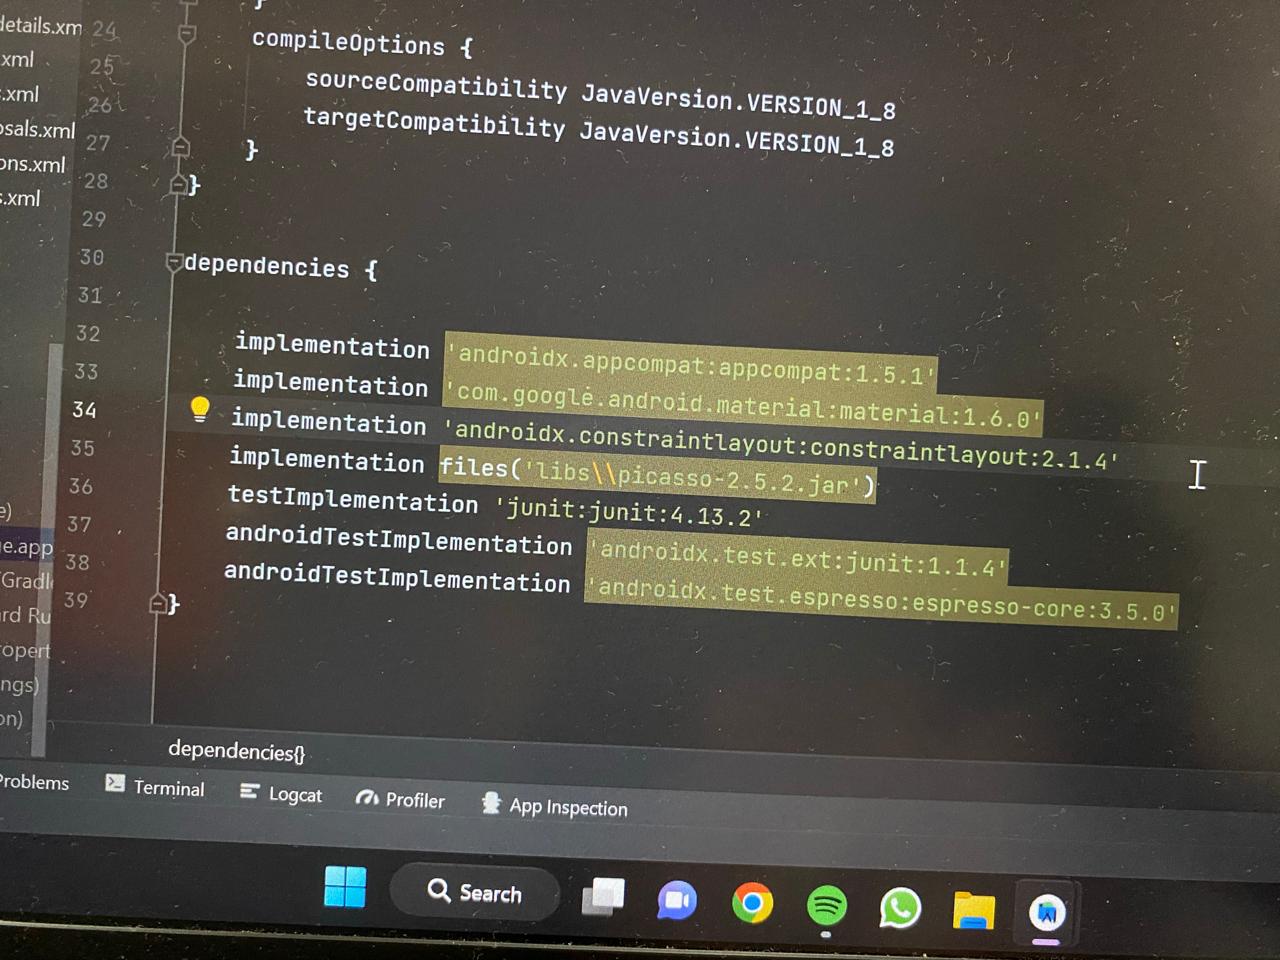 details.xm
.xml
s.xml
osals.xml
ons.xml
s.xml
e)
e.app
Gradl
rd Ru
opert
ngs)
on)
24 }
compileOptions {
25 sourceCompatibility JavaVersion.VERSION_1_8
26 targetCompatibility JavaVersion.VERSION_1_8
27 }
28 }
29
30 dependencies {
31
32 implementation 'androidx.appcompat:appcompat:1.5.1'
33 implementation 'com.google.android.material:material:1.6.0'
34 implementation 'androidx.constraintlayout:constraintlayout:2.1.4'
35 implementation files('libs\\picasso-2.5.2.jar')
36 testImplementation 'junit:junit:4.13.2'
37 androidTestImplementation 'androidx.test.ext:junit:1.1.4'
38 androidTestImplementation 'androidx.test.espresso:espresso-core:3.5.0'
39 }
dependencies{}
Problems Terminal Logcat Profiler App Inspection
Search